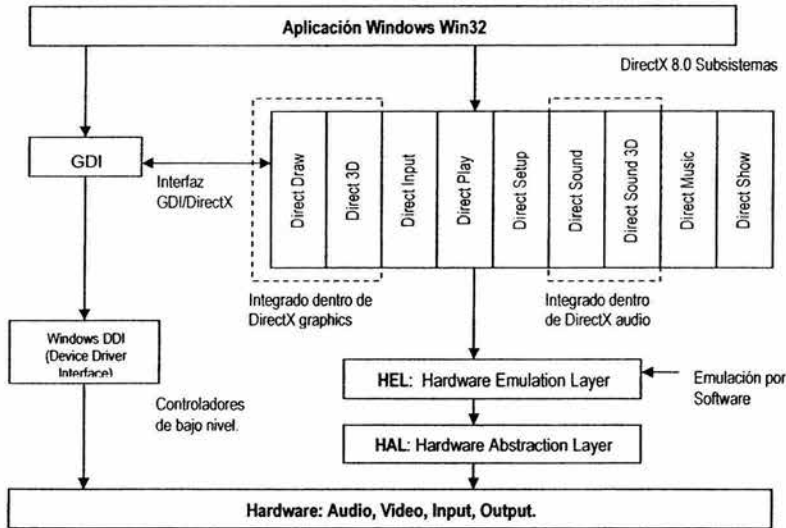 Aplicación Windows Win32
DirectX 8.0 Subsistemas
GDI
Interfaz
GDI/DirectX
Direct Draw
Direct 3D
Direct Input
Direct Play
Direct Setup
Direct Sound
Direct Sound 3D
Direct Music
Direct Show
Integrado dentro de
DirectX graphics
Integrado dentro
de DirectX audio
Windows DDI
(Device Driver
Interface)
Controladores
de bajo nivel.
HEL: Hardware Emulation Layer
Emulación por
Software
HAL: Hardware Abstraction Layer
Hardware: Audio, Video, Input, Output.